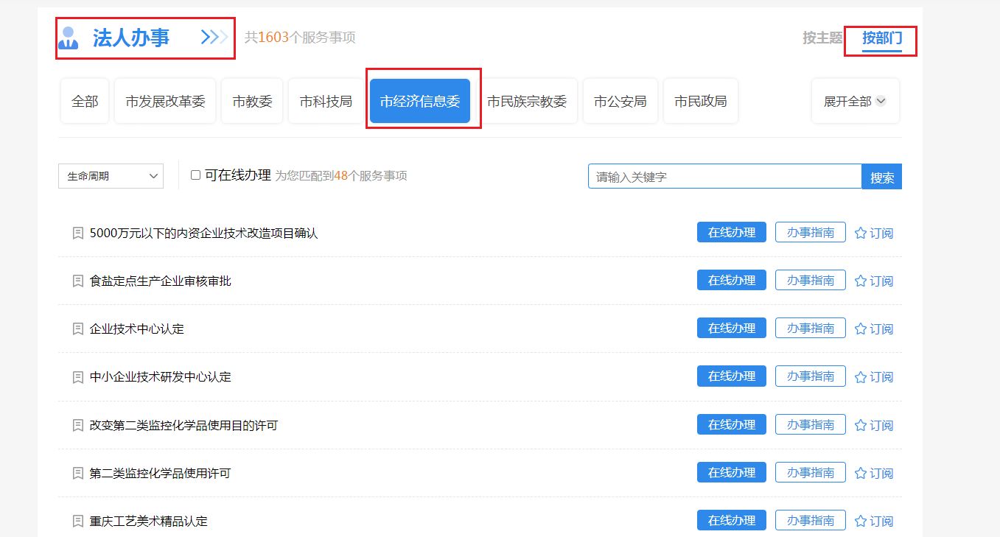 法人办事 共1603个服务事项 按主题 按部门
全部 市发展改革委 市教委 市科技局 市经济信息委 市民族宗教委 市公安局 市民政局 展开全部
生命周期 可在线办理 为您匹配到48个服务事项 请输入关键字 搜索
5000万元以下的内资企业技术改造项目确认 在线办理 办事指南 订阅
食盐定点生产企业审核审批 在线办理 办事指南 订阅
企业技术中心认定 在线办理 办事指南 订阅
中小企业技术研发中心认定 在线办理 办事指南 订阅
改变第二类监控化学品使用目的许可 在线办理 办事指南 订阅
第二类监控化学品使用许可 在线办理 办事指南 订阅
重庆工艺美术精品认定 在线办理 办事指南 订阅